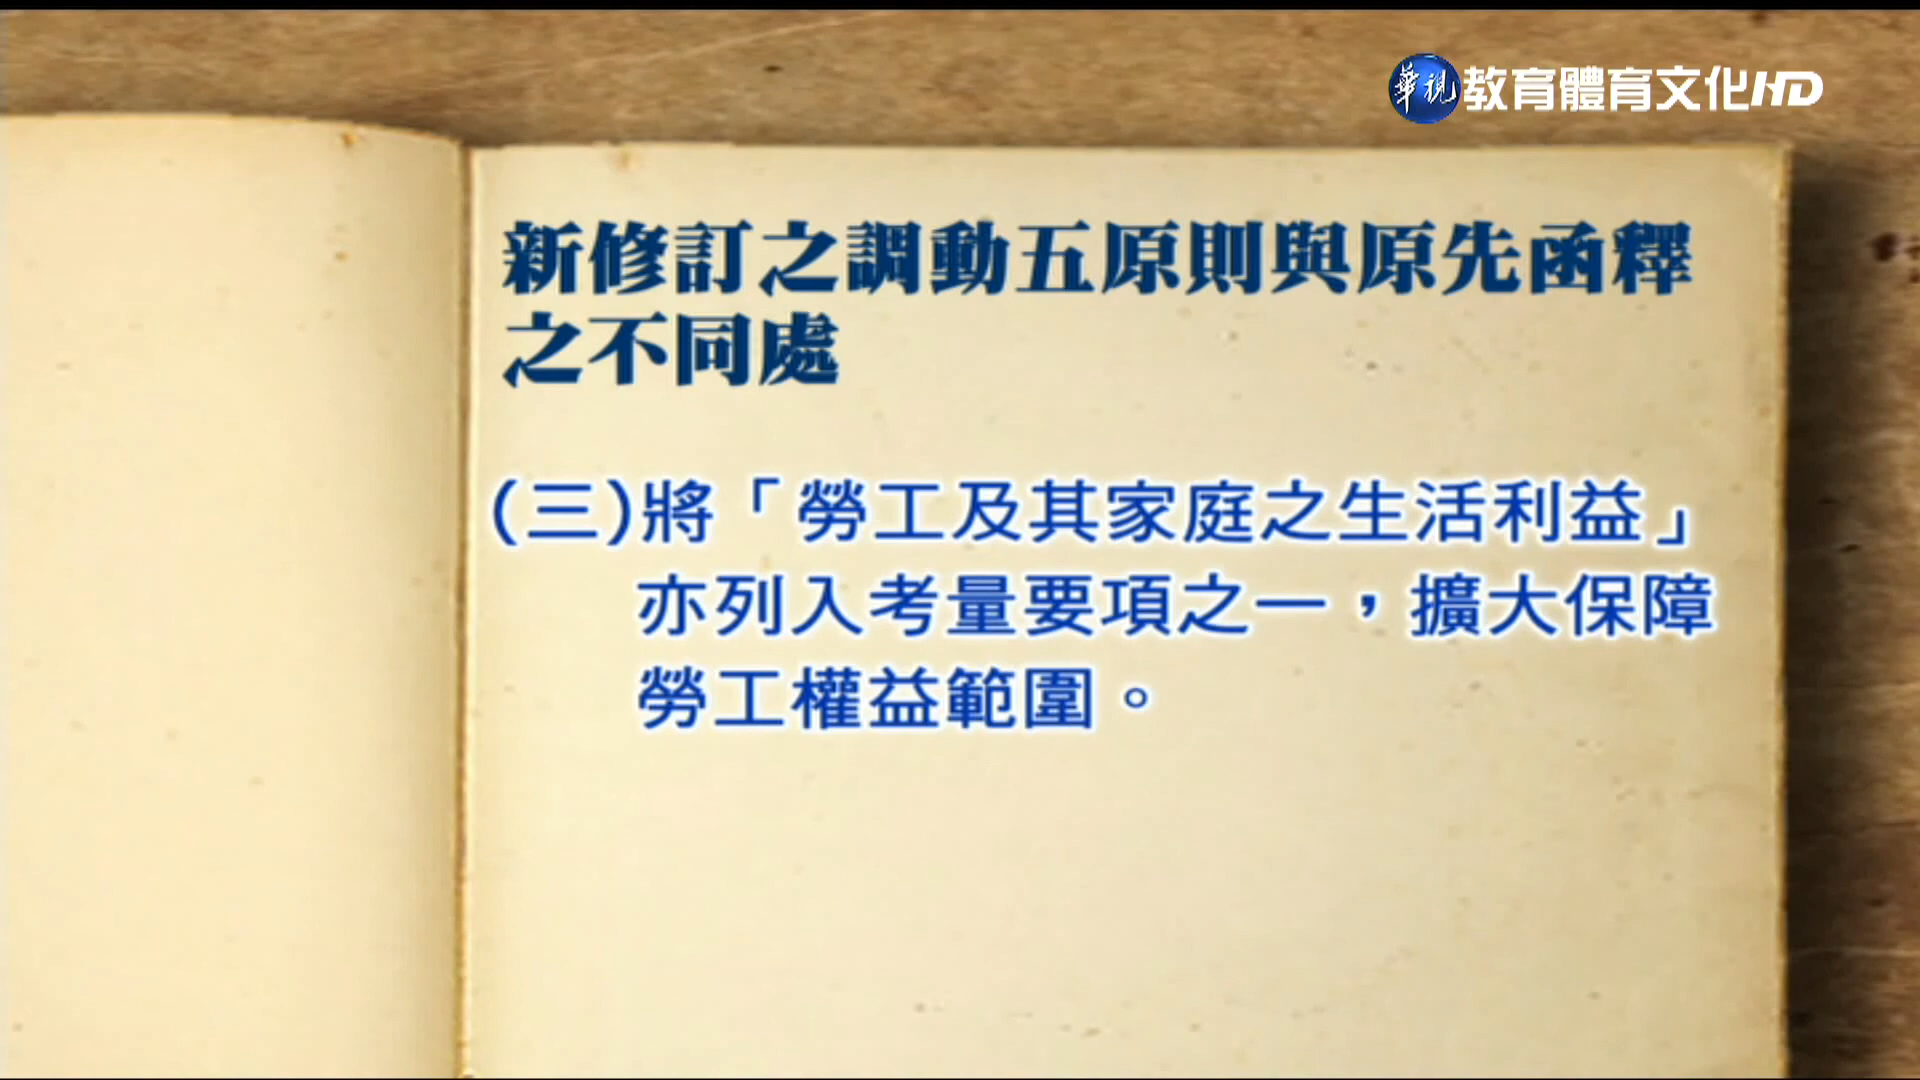 華視 教育體育文化HD
新修訂之調動五原則與原先函釋
之不同處
(三)將「勞工及其家庭之生活利益」
亦列入考量要項之一，擴大保障
勞工權益範圍。